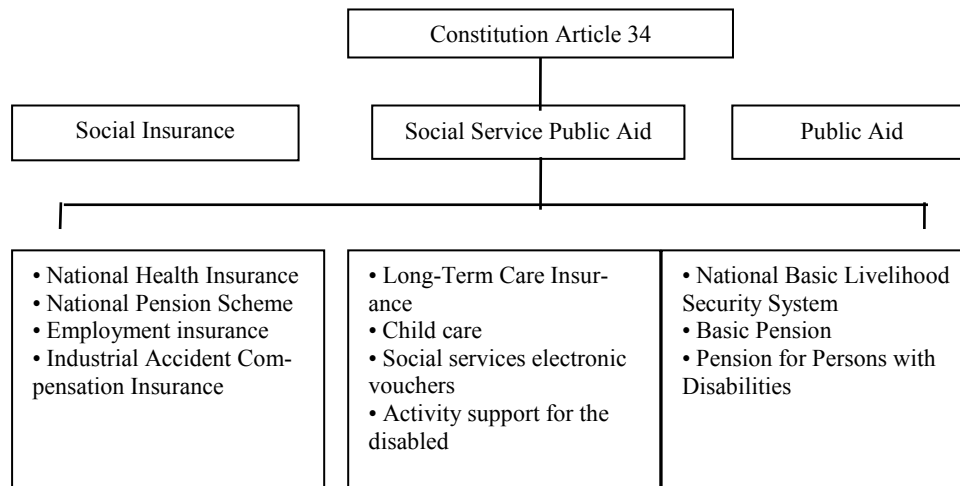 Constitution Article 34
Social Insurance
Social Service Public Aid
Public Aid
• National Health Insurance
• National Pension Scheme
• Employment insurance
• Industrial Accident Com-
pensation Insurance
• Long-Term Care Insur-
ance
• Child care
• Social services electronic
vouchers
• Activity support for the
disabled
• National Basic Livelihood
Security System
• Basic Pension
• Pension for Persons with
Disabilities